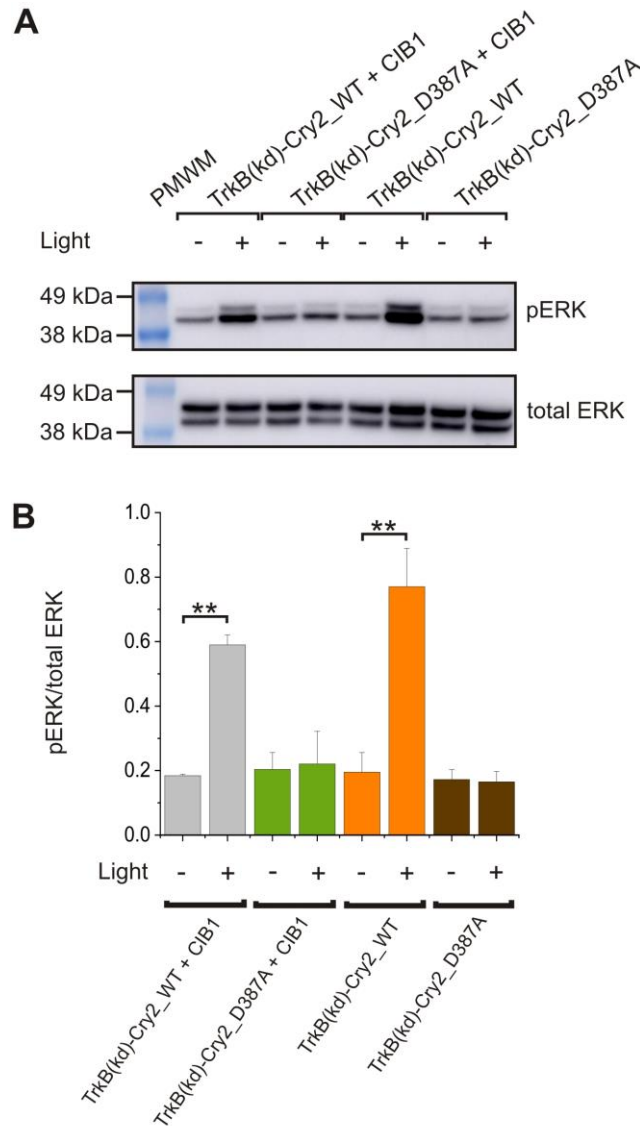 A
PMWM
TrkB(kd)-Cry2_WT + CIB1
TrkB(kd)-Cry2_D387A + CIB1
TrkB(kd)-Cry2_WT
TrkB(kd)-Cry2_D387A
Light - + - + - + - +
49 kDa
38 kDa
pERK
49 kDa
38 kDa
total ERK
B
pERK/total ERK
1.0
0.8
0.6
0.4
0.2
0.0
**
**
Light - + - + - + - +
TrkB(kd)-Cry2_WT + CIB1
TrkB(kd)-Cry2_D387A + CIB1
TrkB(kd)-Cry2_WT
TrkB(kd)-Cry2_D387A